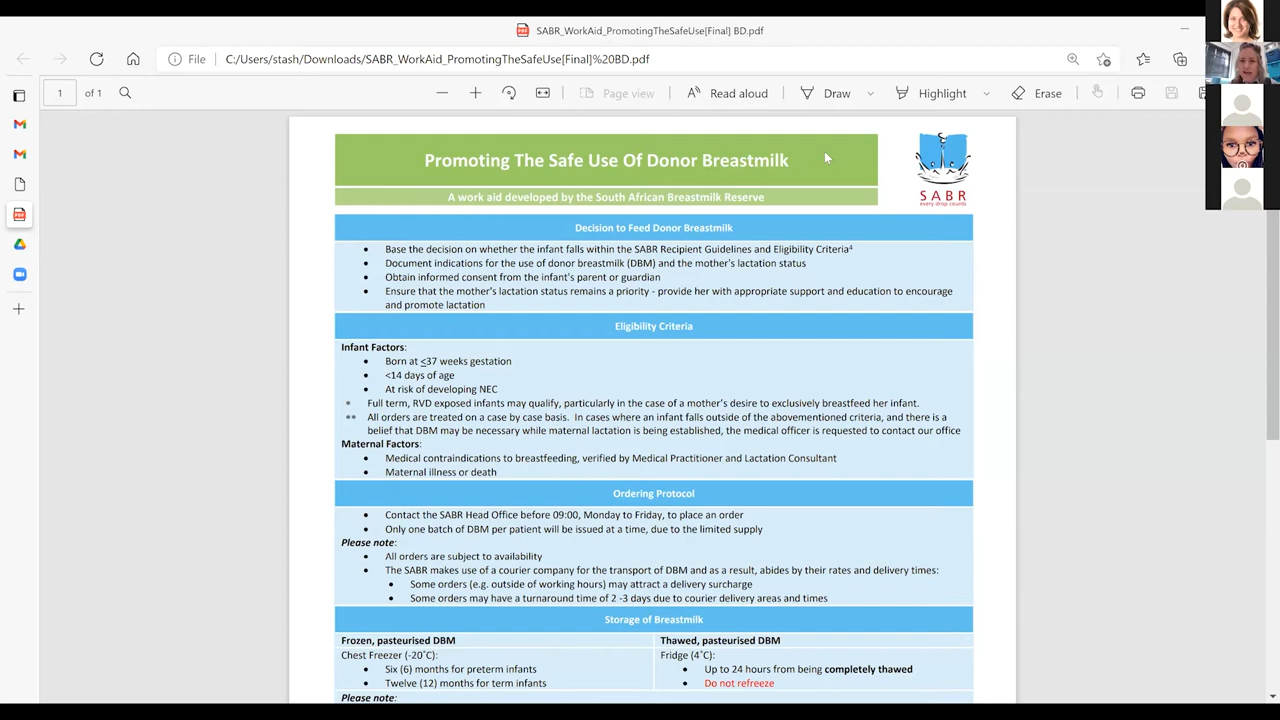 SABR_WorkAid_PromotingTheSafeUse[Final] BD.pdf
File C:/Users/stash/Downloads/SABR_WorkAid_PromotingTheSafeUse[Final]%20BD.pdf
1 of 1 Page view Read aloud Draw Highlight Erase
Promoting The Safe Use Of Donor Breastmilk
A work aid developed by the South African Breastmilk Reserve
SABR
every drop counts
Decision to Feed Donor Breastmilk
• Base the decision on whether the infant falls within the SABR Recipient Guidelines and Eligibility Criteria⁴
• Document indications for the use of donor breastmilk (DBM) and the mother's lactation status
• Obtain informed consent from the infant's parent or guardian
• Ensure that the mother's lactation status remains a priority - provide her with appropriate support and education to encourage
and promote lactation
Eligibility Criteria
Infant Factors:
• Born at <37 weeks gestation
• <14 days of age
• At risk of developing NEC
* Full term, RVD exposed infants may qualify, particularly in the case of a mother's desire to exclusively breastfeed her infant.
** All orders are treated on a case by case basis. In cases where an infant falls outside of the abovementioned criteria, and there is a
belief that DBM may be necessary while maternal lactation is being established, the medical officer is requested to contact our office
Maternal Factors:
• Medical contraindications to breastfeeding, verified by Medical Practitioner and Lactation Consultant
• Maternal illness or death
Ordering Protocol
• Contact the SABR Head Office before 09:00, Monday to Friday, to place an order
• Only one batch of DBM per patient will be issued at a time, due to the limited supply
Please note:
• All orders are subject to availability
• The SABR makes use of a courier company for the transport of DBM and as a result, abides by their rates and delivery times:
• Some orders (e.g. outside of working hours) may attract a delivery surcharge
• Some orders may have a turnaround time of 2 -3 days due to courier delivery areas and times
Storage of Breastmilk
Frozen, pasteurised DBM
Chest Freezer (-20˚C):
• Six (6) months for preterm infants
• Twelve (12) months for term infants
Thawed, pasteurised DBM
Fridge (4˚C):
• Up to 24 hours from being completely thawed
• Do not refreeze
Please note: